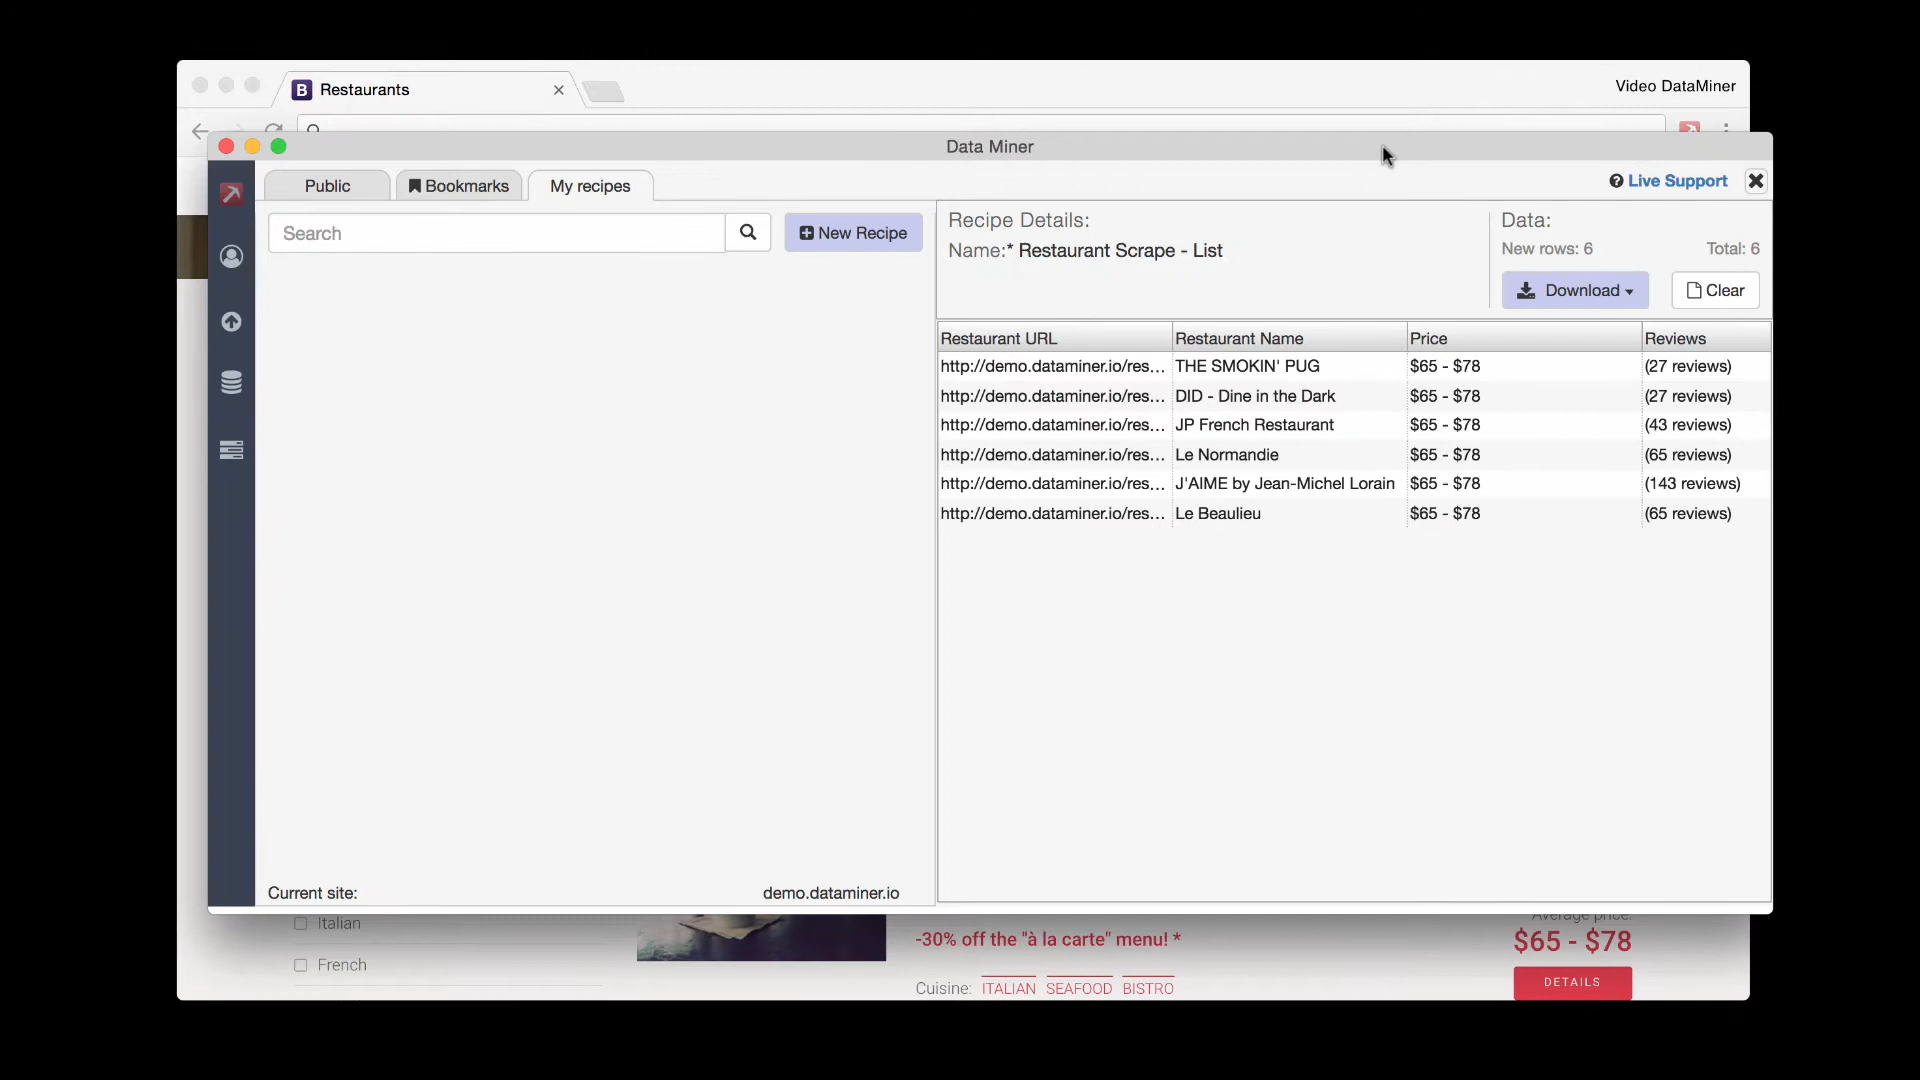 B Restaurants
Video DataMiner
Data Miner
Public
Bookmarks
My recipes
Live Support
Search
New Recipe
Recipe Details:
Name:* Restaurant Scrape - List
Data:
New rows: 6 Total: 6
Download
Clear
Restaurant URL Restaurant Name Price Reviews
http://demo.dataminer.io/res... THE SMOKIN' PUG $65 - $78 (27 reviews)
http://demo.dataminer.io/res... DID - Dine in the Dark $65 - $78 (27 reviews)
http://demo.dataminer.io/res... JP French Restaurant $65 - $78 (43 reviews)
http://demo.dataminer.io/res... Le Normandie $65 - $78 (65 reviews)
http://demo.dataminer.io/res... J'AIME by Jean-Michel Lorain $65 - $78 (143 reviews)
http://demo.dataminer.io/res... Le Beaulieu $65 - $78 (65 reviews)
Current site: demo.dataminer.io
Italian
French
-30% off the "à la carte" menu! *
Cuisine: ITALIAN SEAFOOD BISTRO
Average price:
$65 - $78
DETAILS